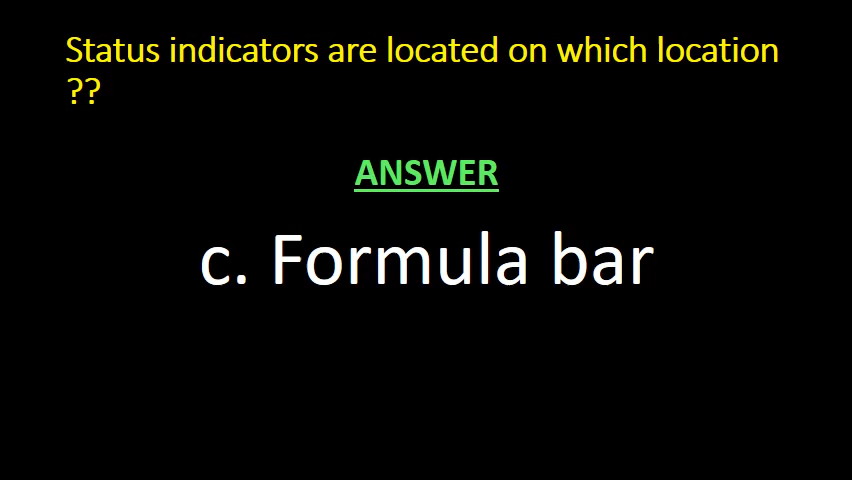 Status indicators are located on which location
??
ANSWER
c. Formula bar